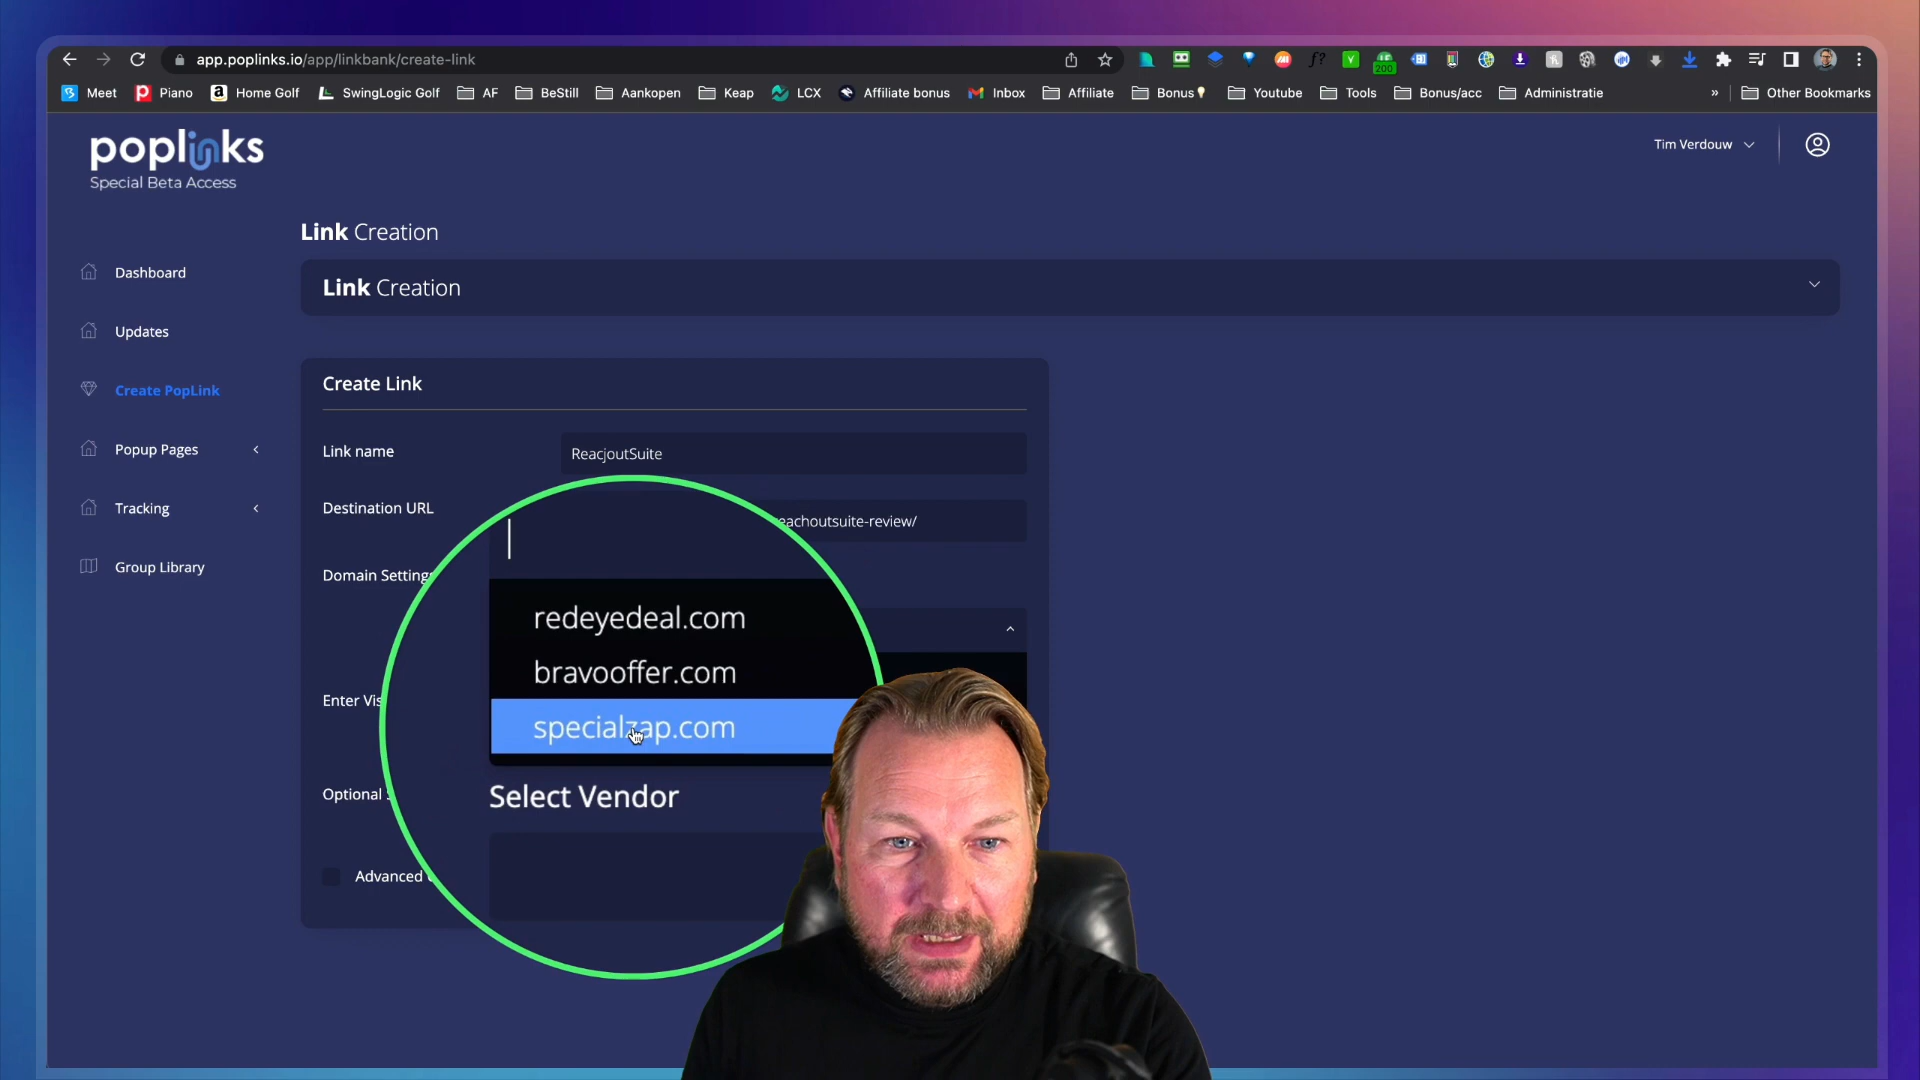 app.poplinks.io/app/linkbank/create-link
f?
200
Meet
Piano
Home Golf
SwingLogic Golf
AF
BeStill
Aankopen
Keap
LCX
Affiliate bonus
Inbox
Affiliate
Bonus
Youtube
Tools
Bonus/acc
Administratie
»
Other Bookmarks
poplinks
Special Beta Access
Tim Verdouw
Link Creation
Link Creation
Dashboard
Updates
Create PopLink
Popup Pages
Tracking
Group Library
Create Link
Link name
ReacjoutSuite
Destination URL
eachoutsuite-review/
Domain Settings
redeyedeal.com
bravooffer.com
specialzap.com
Enter Vis
Select Vendor
Optional
Advanced